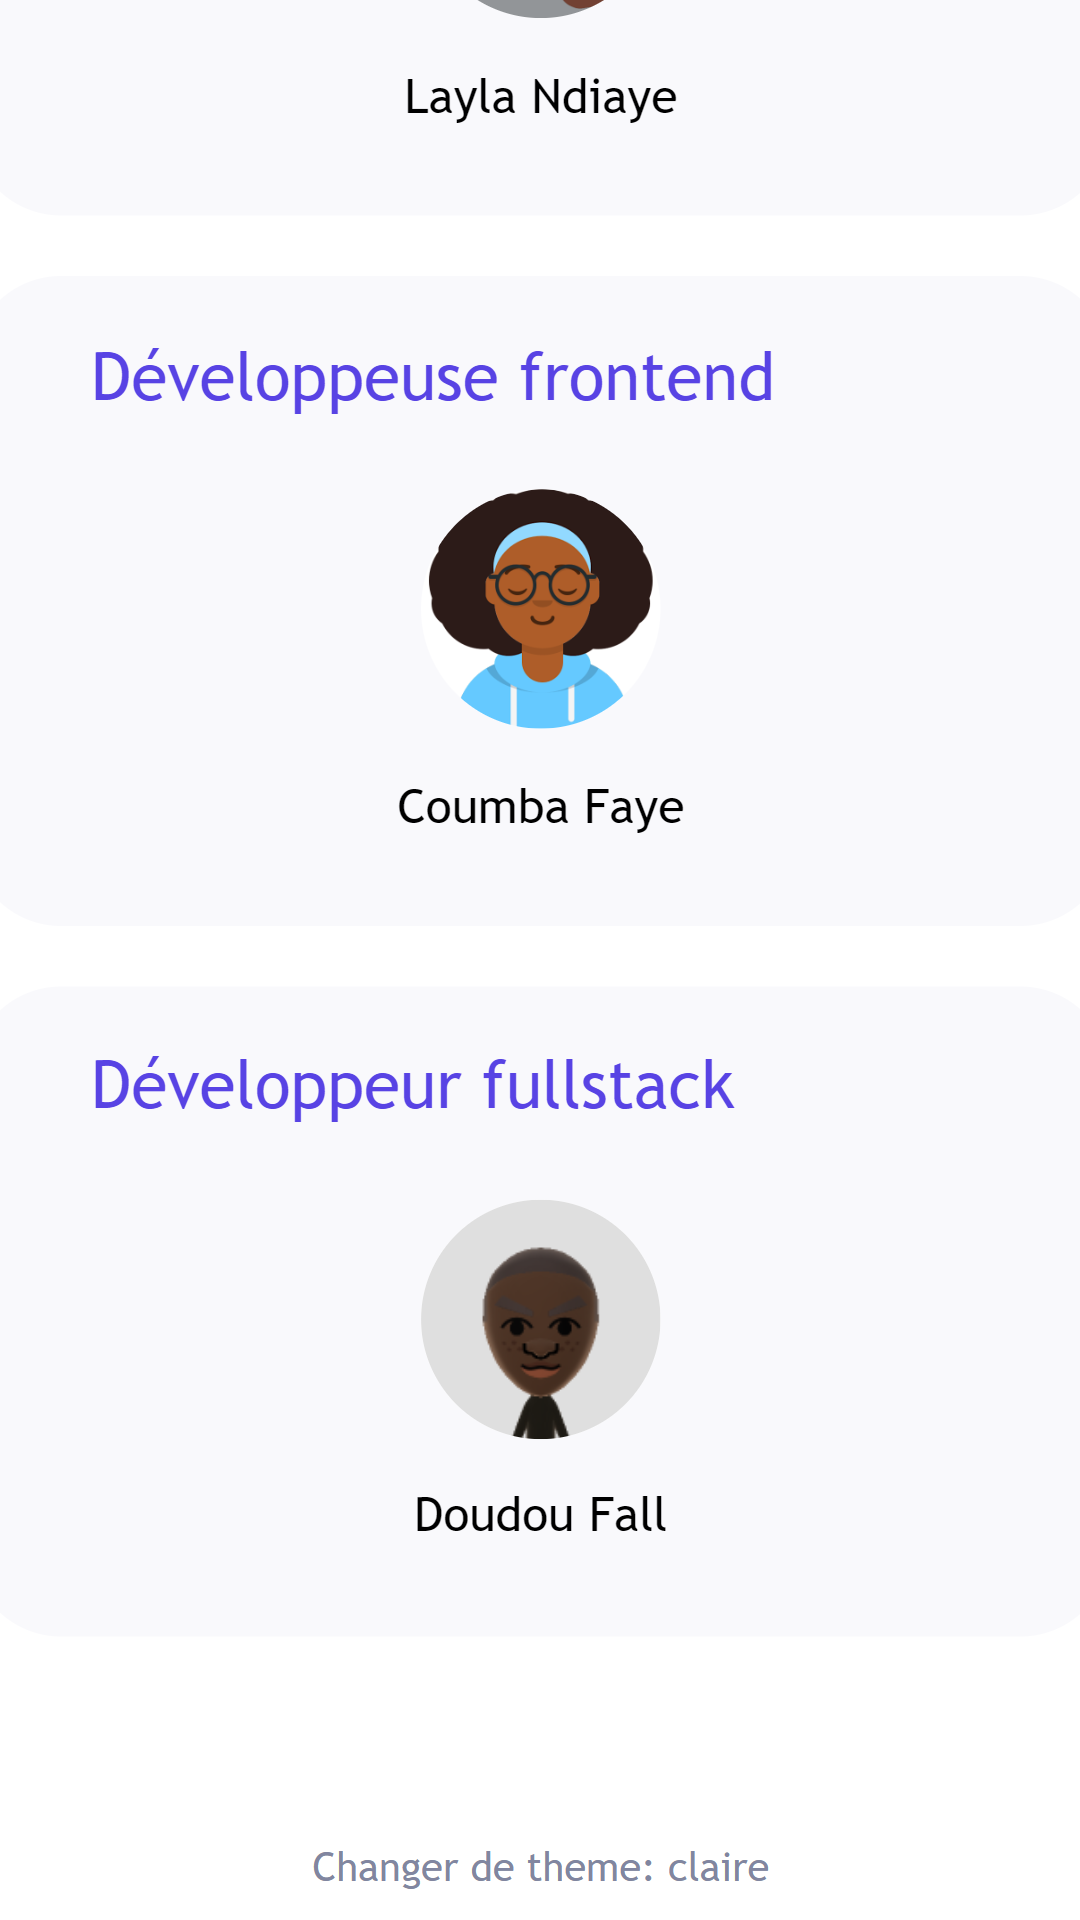 Layla Ndiaye
Développeuse frontend
Coumba Faye
Développeur fullstack
Doudou Fall
Changer de theme: claire